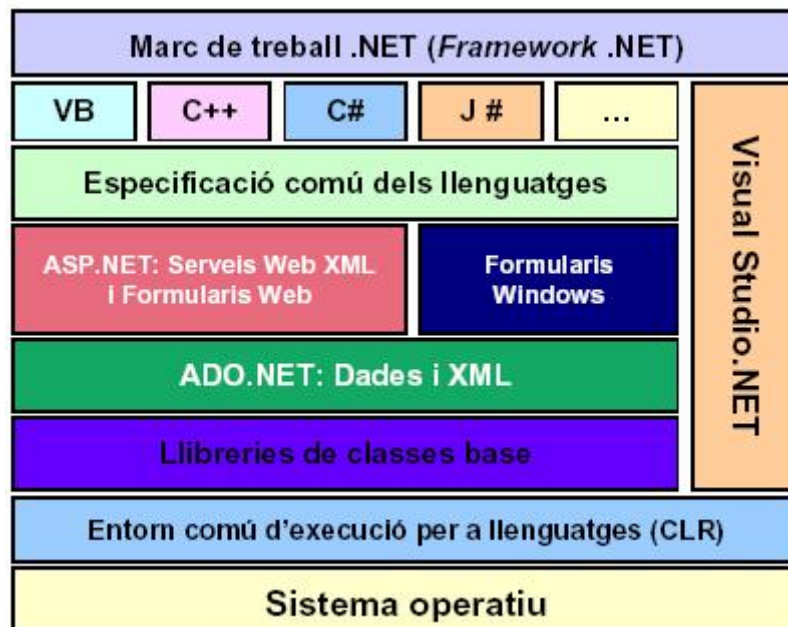 Marc de treball .NET (Framework .NET)
VB
C++
C#
J #
...
Especificació comú dels llenguatges
ASP.NET: Serveis Web XML
i Formularis Web
Formularis
Windows
ADO.NET: Dades i XML
Llibreries de classes base
Visual Studio.NET
Entorn comú d'execució per a llenguatges (CLR)
Sistema operatiu